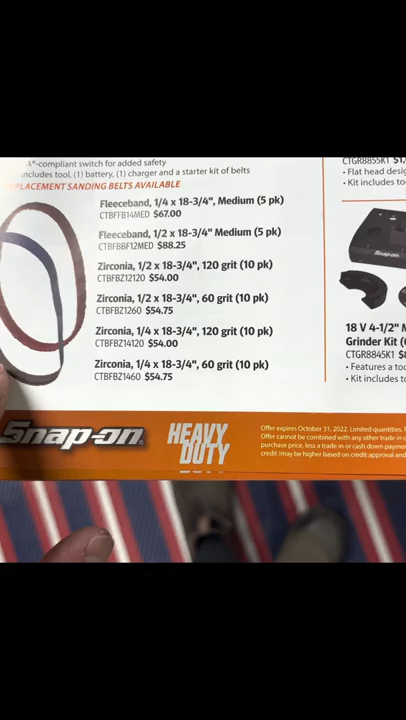 A®-compliant switch for added safety
ncludes tool, (1) battery, (1) charger and a starter kit of belts
PLACEMENT SANDING BELTS AVAILABLE
Fleeceband, 1/4 x 18-3/4", Medium (5 pk)
CTBFFB14MED $67.00
Fleeceband, 1/2 x 18-3/4" Medium (5 pk)
CTBFBBF12MED $88.25
Zirconia, 1/2 x 18-3/4", 120 grit (10 pk)
CTBFBZ12120 $54.00
Zirconia, 1/2 x 18-3/4", 60 grit (10 pk)
CTBFBZ1260 $54.75
Zirconia, 1/4 x 18-3/4", 120 grit (10 pk)
CTBFBZ14120 $54.00
Zirconia, 1/4 x 18-3/4", 60 grit (10 pk)
CTBFBZ1460 $54.75
CTGR8855K1 $1,
• Flat head desig
• Kit includes to
Snap-on
18 V 4-1/2" M
Grinder Kit (
CTGR8845K1 $8
• Features a too
• Kit includes to
Snap-on®
HEAVY
DUTY
Offer expires October 31, 2022. Limited quantities,
Offer cannot be combined with any other trade in o
purchase price, less a trade in or cash down payme
credit (may be higher based on credit approval and